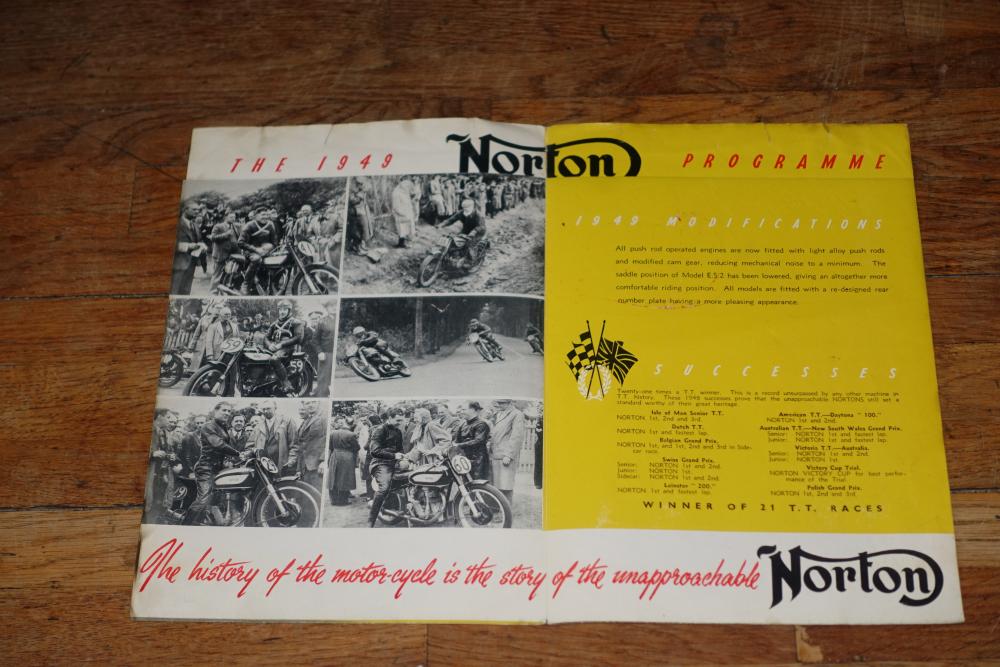 THE 1949 Norton PROGRAMME
1949 MODIFICATIONS
All push rod operated engines are now fitted with light alloy push rods
and modified cam gear, reducing mechanical noise to a minimum. The
saddle position of Model E.S.2 has been lowered, giving an altogether more
comfortable riding position. All models are fitted with a re-designed rear
number plate having a more pleasing appearance.
SUCCESSES
Twenty-one times a T.T. winner. This is a record unsurpassed by any other machine in
T.T. history. These 1948 successes prove that the unapproachable NORTONS still set a
standard worthy of their great heritage.
Isle of Man Senior T.T.
NORTON 1st, 2nd and 3rd.
Dutch T.T.
NORTON 1st and fastest lap.
Belgian Grand Prix.
NORTON 1st, and 1st, 2nd and 3rd in Side-
car race.
Swiss Grand Prix.
Senior: NORTON 1st and 2nd.
Junior: NORTON 1st.
Sidecar: NORTON 1st and 2nd.
Leinster "200."
NORTON 1st and fastest lap.
American T.T.—Daytona "100."
NORTON 1st and 2nd.
Australian T.T.—New South Wales Grand Prix.
Senior: NORTON 1st and fastest lap.
Junior: NORTON 1st and fastest lap.
Victoria T.T.—Australia.
Senior: NORTON 1st and 2nd.
Junior: NORTON 1st.
Victory Cup Trial.
NORTON VICTORY CUP for best perfor-
mance of the Trial.
Polish Grand Prix.
NORTON 1st, 2nd and 3rd.
WINNER OF 21 T.T. RACES
59
59
The history of the motor-cycle is the story of the unapproachable Norton